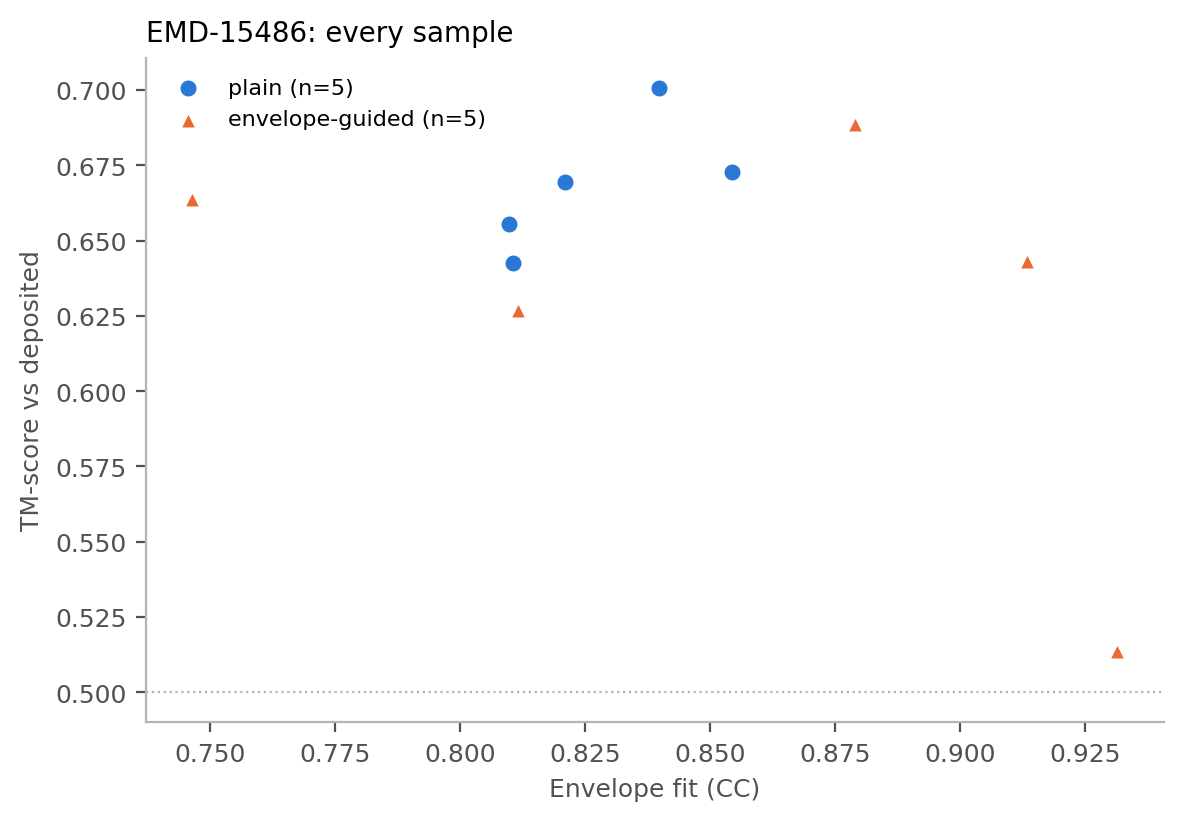 EMD-15486: every sample
plain (n=5)
envelope-guided (n=5)
TM-score vs deposited
0.700
0.675
0.650
0.625
0.600
0.575
0.550
0.525
0.500
0.750 0.775 0.800 0.825 0.850 0.875 0.900 0.925
Envelope fit (CC)